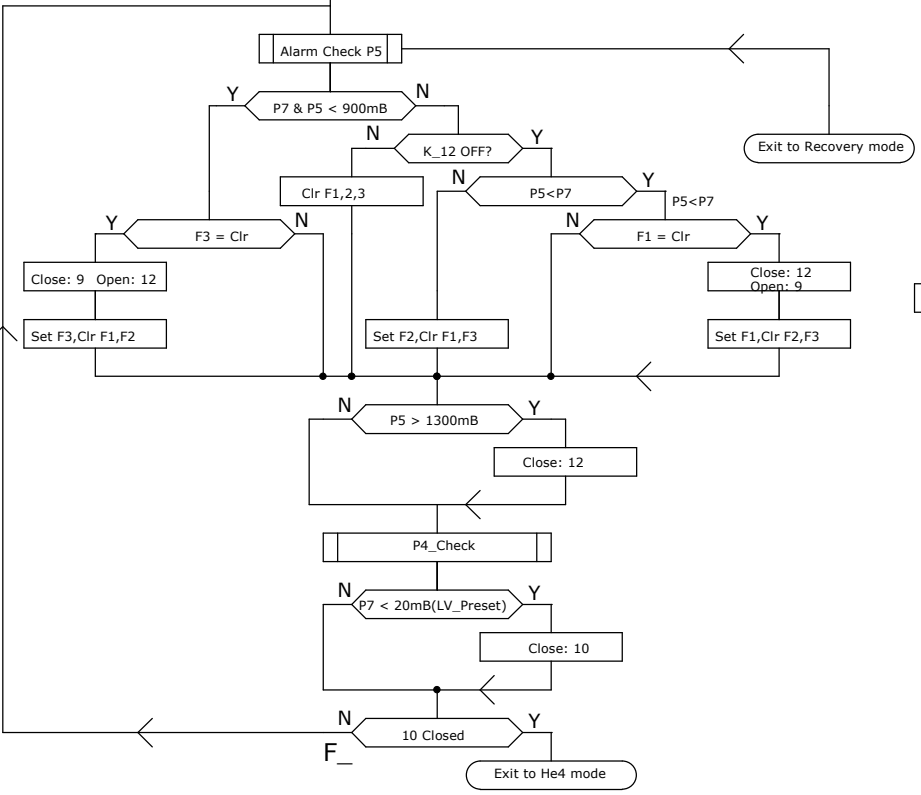 Alarm Check P5
Y
N
P7 & P5 < 900mB
N
Y
K_12 OFF?
Exit to Recovery mode
Clr F1,2,3
N
Y
P5<P7
P5<P7
Y
N
F3 = Clr
N
Y
F1 = Clr
Close: 9 Open: 12
Close: 12
Open: 9
Set F3,Clr F1,F2
Set F2,Clr F1,F3
Set F1,Clr F2,F3
N
Y
P5 > 1300mB
Close: 12
P4_Check
N
Y
P7 < 20mB(LV_Preset)
Close: 10
N
Y
10 Closed
F_
Exit to He4 mode